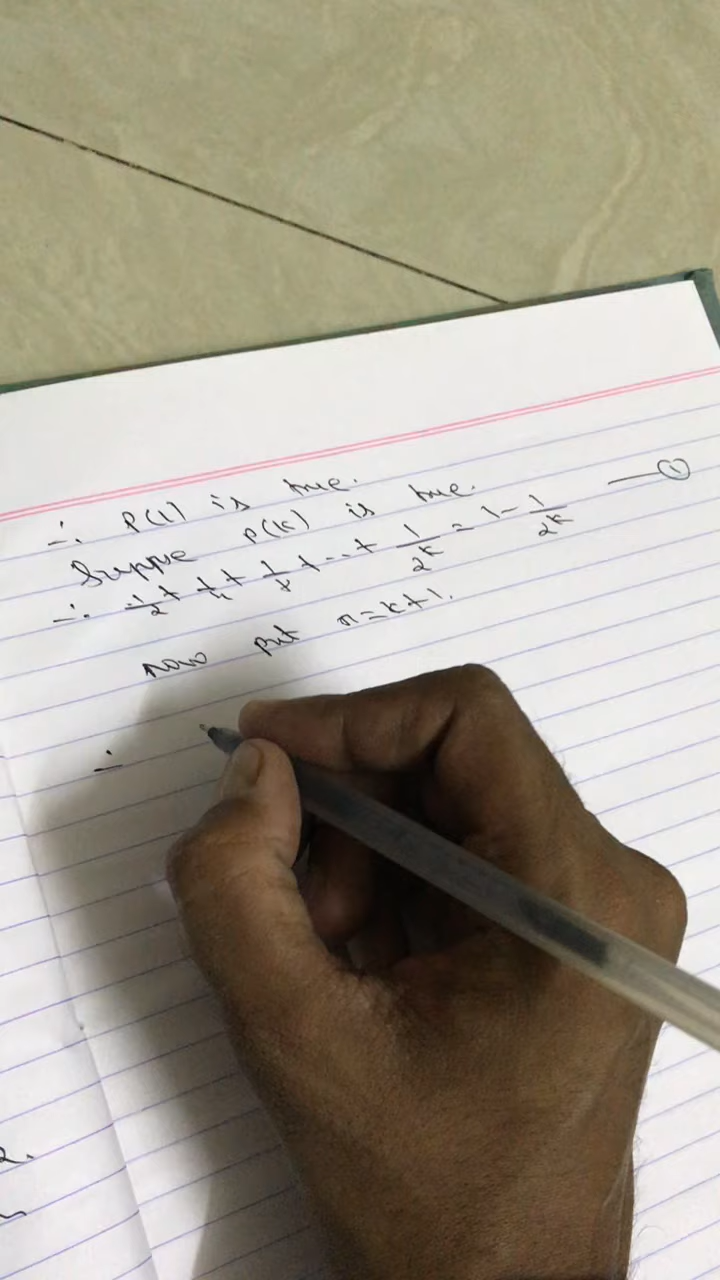 ∴ P(1) is true.
Suppose P(k) is true.
∴ 1/2 + 1/4 + 1/8 + ... + 1/2^k = 1 - 1/2^k —①
now put n=k+1.